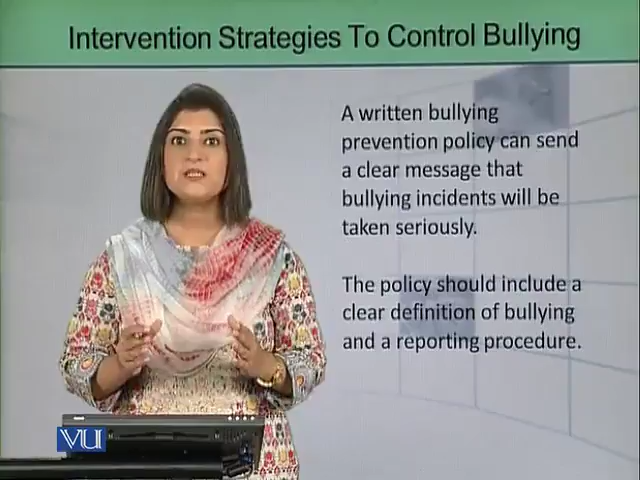 Intervention Strategies To Control Bullying
A written bullying
prevention policy can send
a clear message that
bullying incidents will be
taken seriously.
The policy should include a
clear definition of bullying
and a reporting procedure.
VU